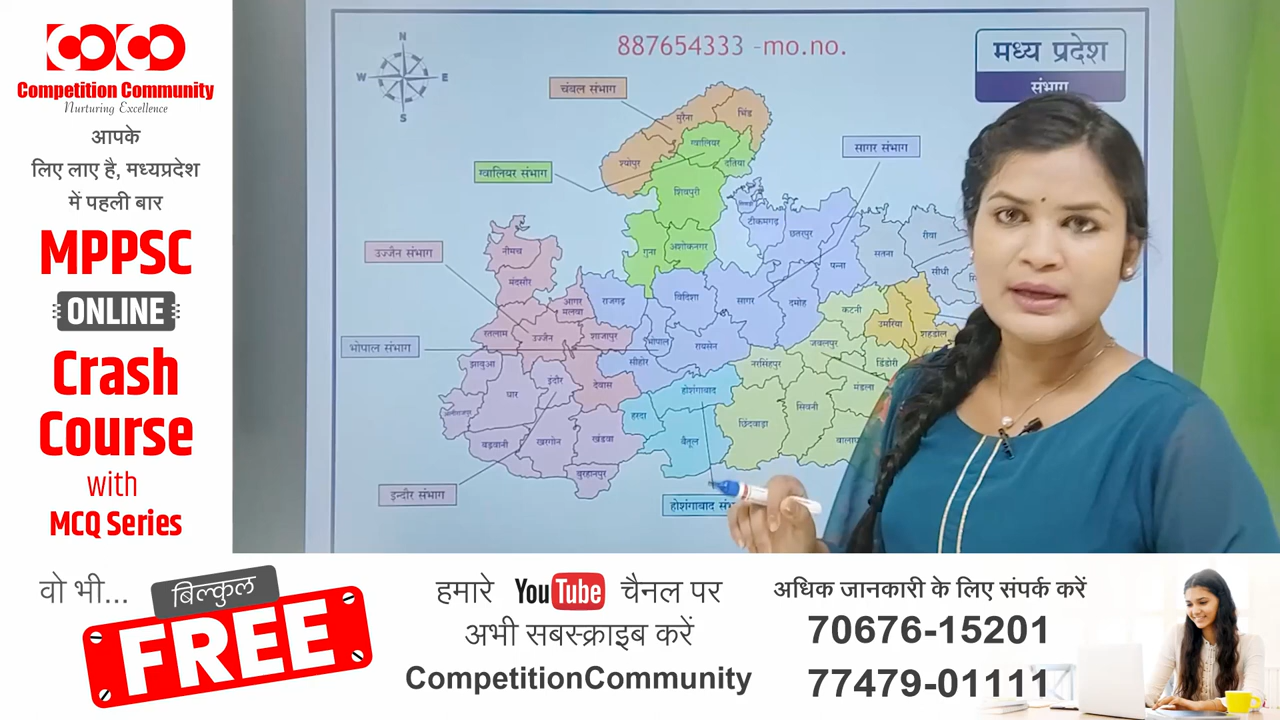 COCO
Competition Community
Nurturing Excellence
आपके
लिए लाए है, मध्यप्रदेश
में पहली बार
MPPSC
ONLINE
Crash
Course
with
MCQ Series
N
W
E
S
887654333 -mo.no.
मध्य प्रदेश
संभाग
चंबल संभाग
मुरैना
भिंड
श्योपुर
ग्वालियर
दतिया
ग्वालियर संभाग
शिवपुरी
गुना
अशोकनगर
सागर संभाग
टीकमगढ़
छतरपुर
पन्ना
सतना
रीवा
सीधी
उज्जैन संभाग
नीमच
मंदसौर
आगर
मलवा
राजगढ़
विदिशा
सागर
दमोह
कटनी
उमरिया
शहडोल
रतलाम
उज्जैन
शाजापुर
भोपाल
रायसेन
जबलपुर
भोपाल संभाग
सीहोर
झाबुआ
धार
इंदौर
देवास
होशंगाबाद
नरसिंहपुर
डिंडोरी
मंडला
अलीराजपुर
हरदा
सिवनी
छिंदवाड़ा
बड़वानी
खरगोन
खंडवा
बैतूल
बुरहानपुर
इन्दौर संभाग
होशंगाबाद
वो भी...
बिल्कुल
FREE
हमारे YouTube चैनल पर
अभी सबस्क्राइब करें
CompetitionCommunity
अधिक जानकारी के लिए संपर्क करें
70676-15201
77479-01111